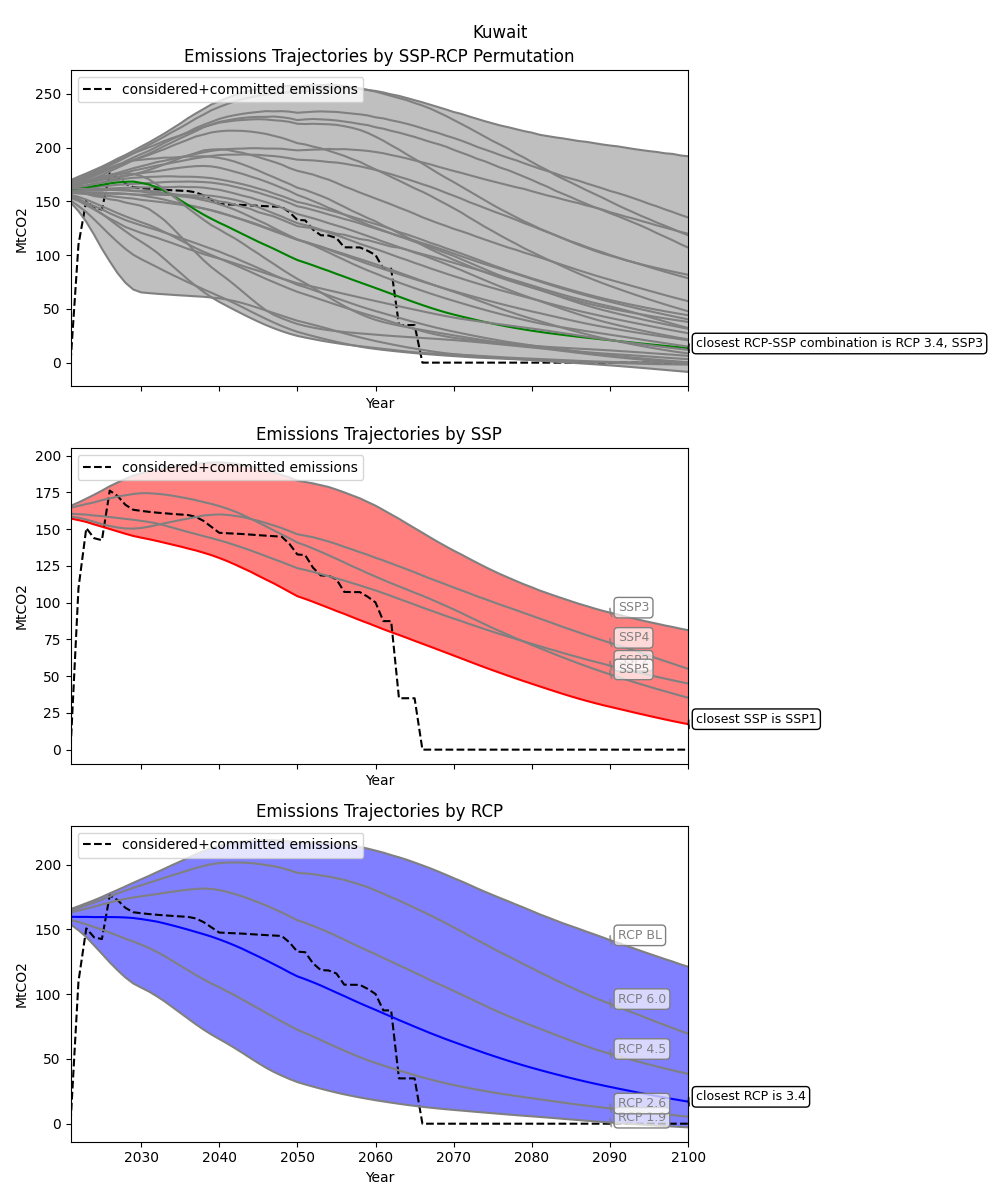 Kuwait
Emissions Trajectories by SSP-RCP Permutation
considered+committed emissions
250
200
150
100
50
0
MtCO2
Year
closest RCP-SSP combination is RCP 3.4, SSP3
Emissions Trajectories by SSP
considered+committed emissions
200
175
150
125
100
75
50
25
0
MtCO2
Year
SSP3
SSP4
SSP5
closest SSP is SSP1
Emissions Trajectories by RCP
considered+committed emissions
200
150
100
50
0
MtCO2
RCP BL
RCP 6.0
RCP 4.5
RCP 2.6
RCP 1.9
closest RCP is 3.4
2030
2040
2050
2060
2070
2080
2090
2100
Year